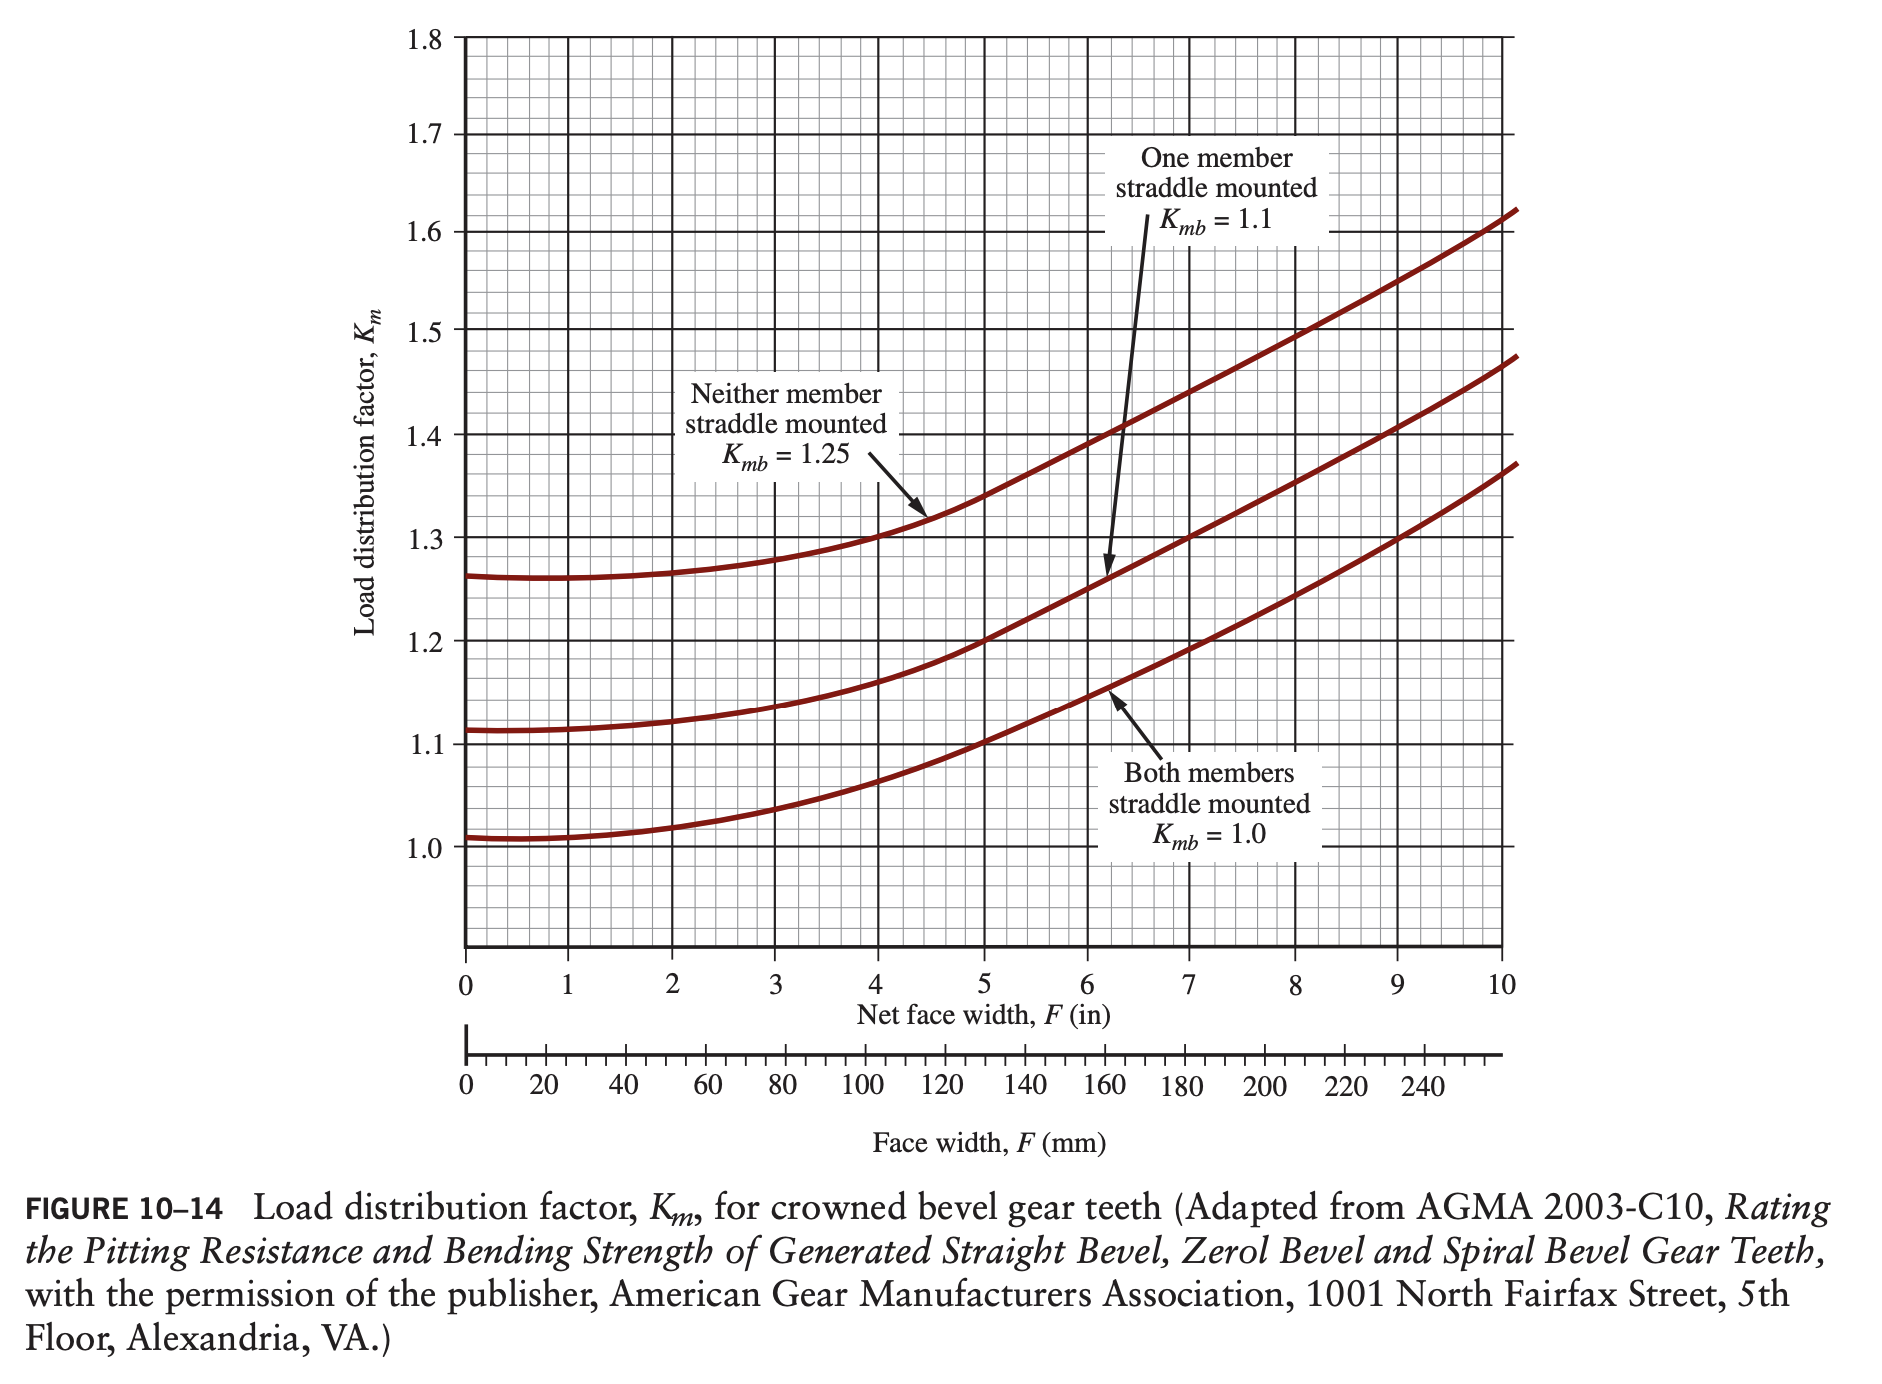 1.8
1.7
1.6
1.5
1.4
1.3
1.2
1.1
1.0
Load distribution factor, Km
One member
straddle mounted
Kmb = 1.1
Neither member
straddle mounted
Kmb = 1.25
Both members
straddle mounted
Kmb = 1.0
0 1 2 3 4 5 6 7 8 9 10
Net face width, F (in)
0 20 40 60 80 100 120 140 160 180 200 220 240
Face width, F (mm)
FIGURE 10–14 Load distribution factor, Km, for crowned bevel gear teeth (Adapted from AGMA 2003-C10, Rating
the Pitting Resistance and Bending Strength of Generated Straight Bevel, Zerol Bevel and Spiral Bevel Gear Teeth,
with the permission of the publisher, American Gear Manufacturers Association, 1001 North Fairfax Street, 5th
Floor, Alexandria, VA.)